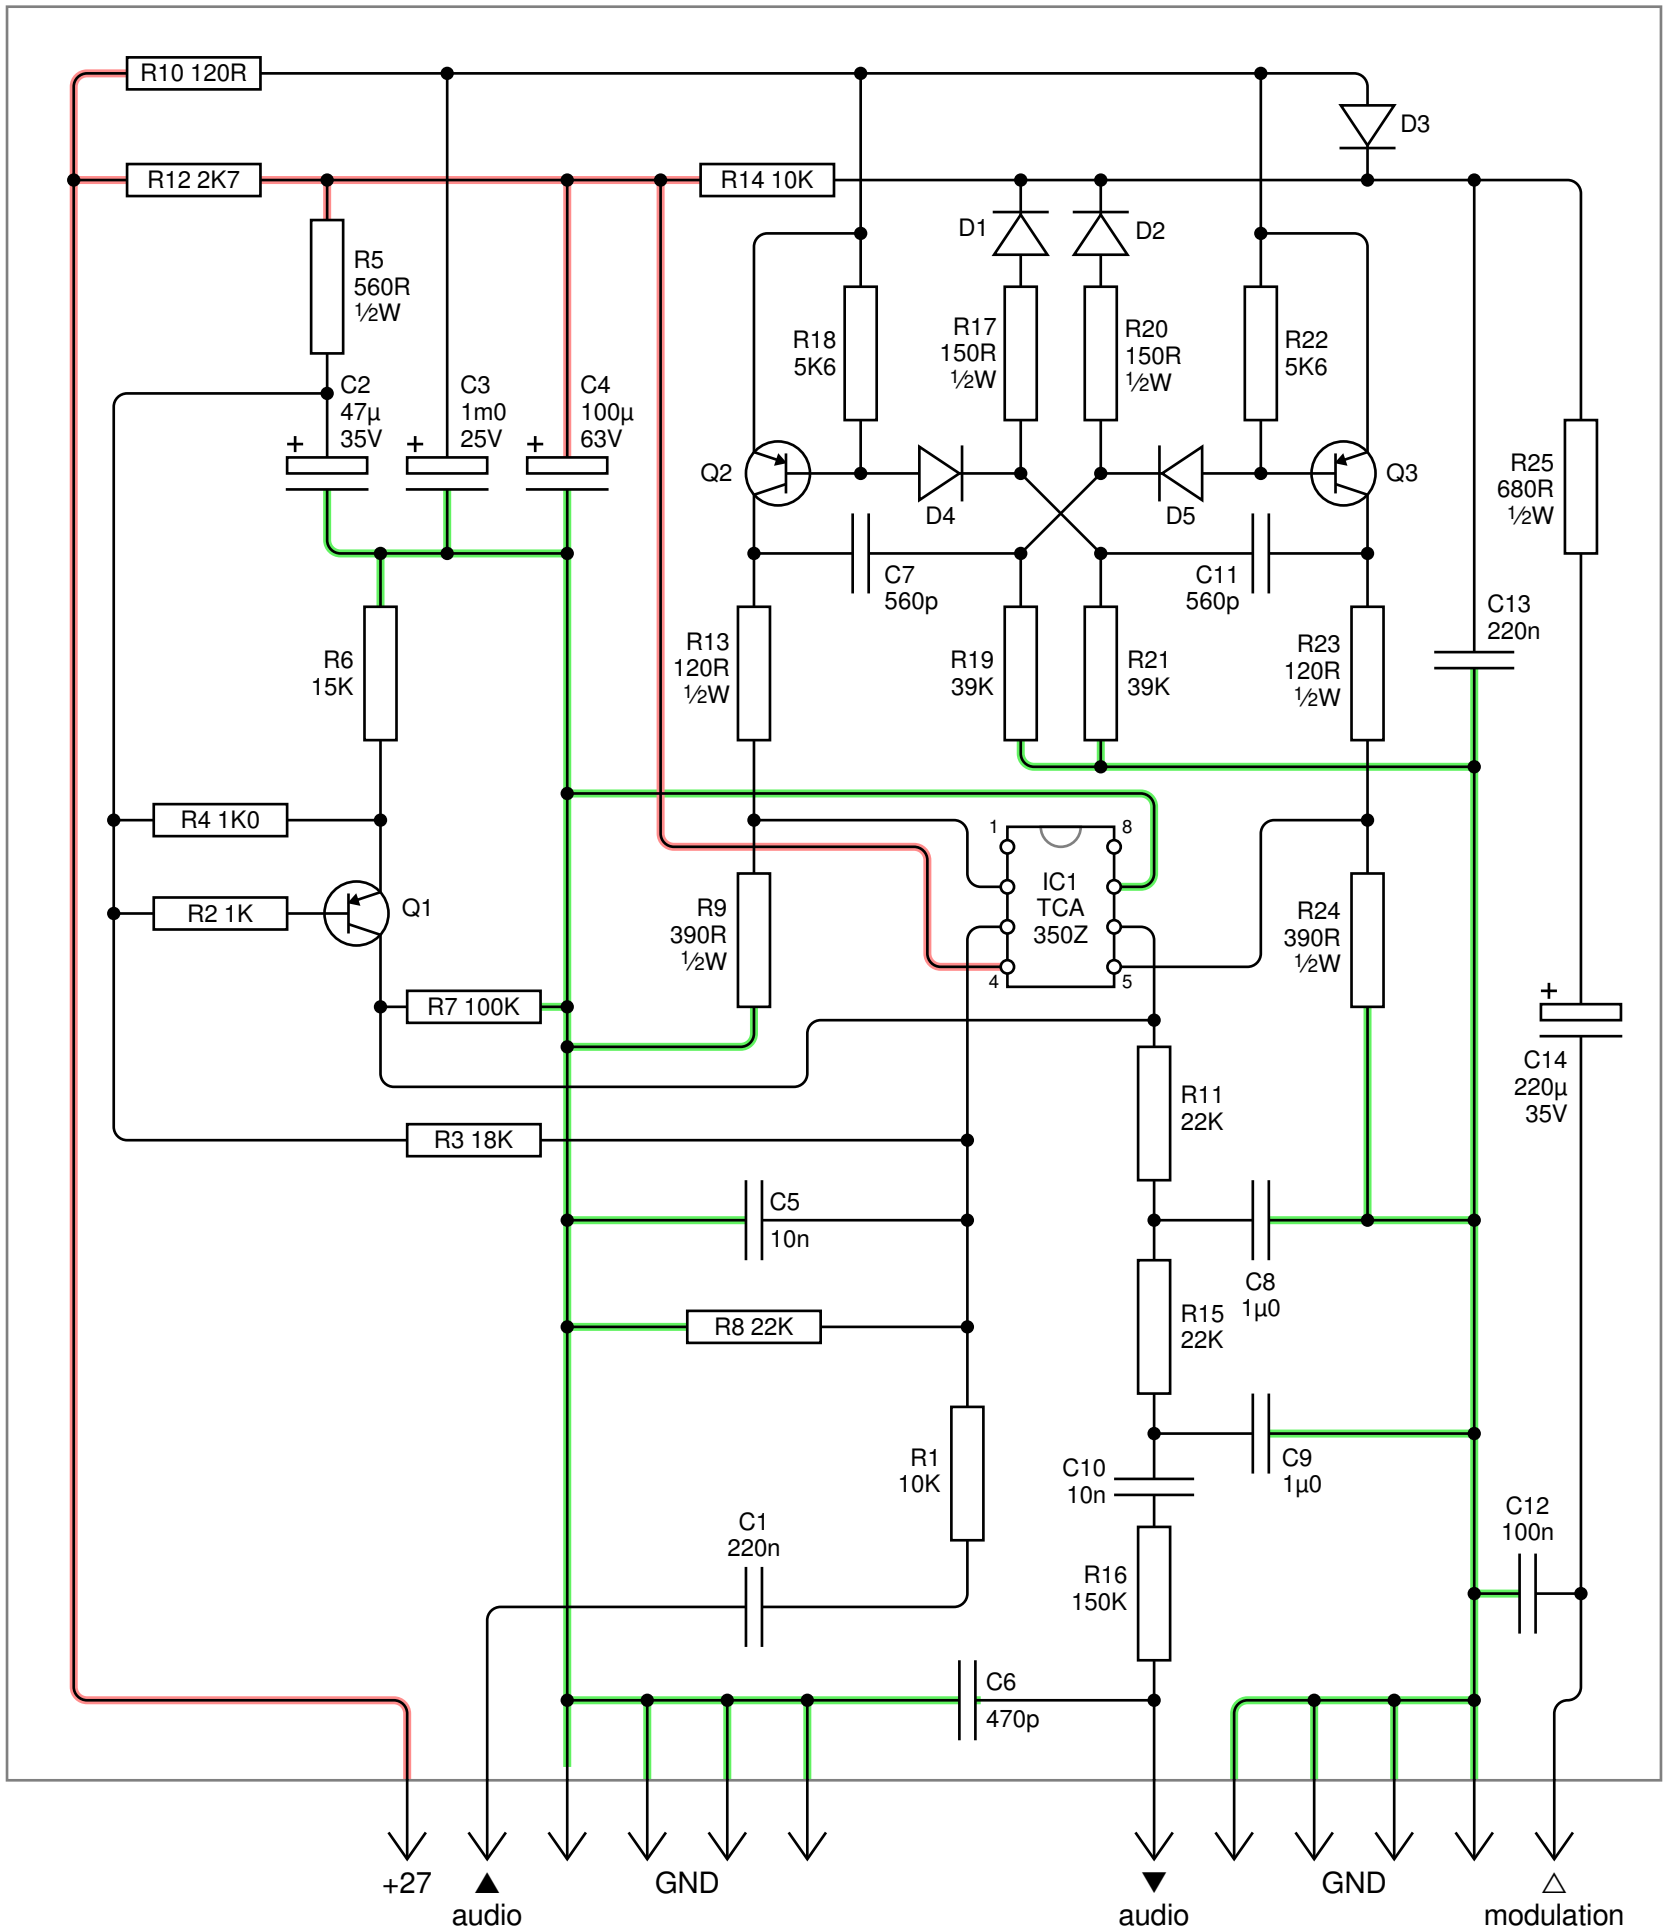 R10 120R
D3
R12 2K7
R14 10K
D1
D2
R5
560R
½W
R18
5K6
R17
150R
½W
R20
150R
½W
R22
5K6
C2
47µ
35V
+
C3
1m0
25V
+
C4
100µ
63V
+
Q2
D4
D5
Q3
R25
680R
½W
C7
560p
C11
560p
C13
220n
R6
15K
R13
120R
½W
R19
39K
R21
39K
R23
120R
½W
R4 1K0
1
8
IC1
TCA
350Z
4
5
R2 1K
Q1
R9
390R
½W
R24
390R
½W
R7 100K
+
C14
220µ
35V
R11
22K
R3 18K
C5
10n
C8
1µ0
R15
22K
R8 22K
R1
10K
C10
10n
C9
1µ0
C1
220n
C12
100n
R16
150K
C6
470p
+27
▲
audio
GND
▼
audio
GND
△
modulation